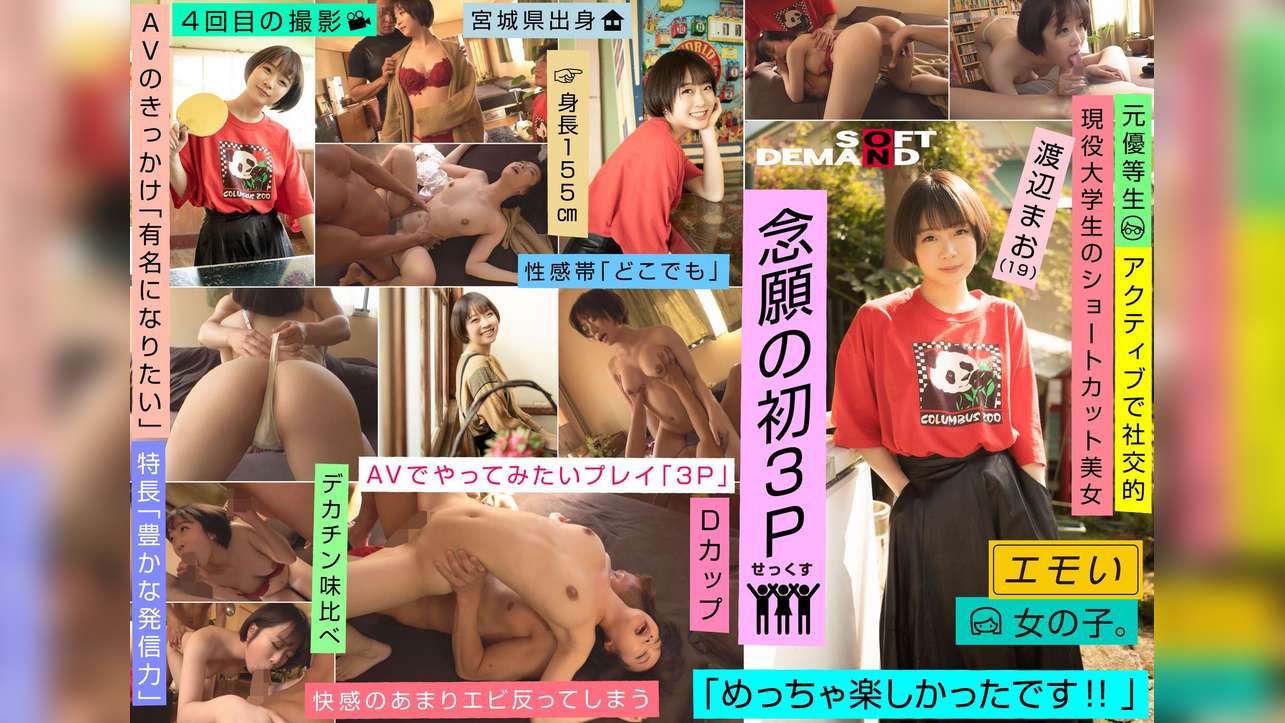 AVのきっかけ「有名になりたい」
特長「豊かな発信力」
4回目の撮影
宮城県出身
☞身長155㎝
性感帯「どこでも」
COLUMBUS ZOO
AVでやってみたいプレイ「3P」
デカチン味比べ
Dカップ
快感のあまりエビ反ってしまう
SOFT
ON
DEMAND
念願の初3P
せっくす
渡辺まお
(19)
元優等生
アクティブで社交的
現役大学生のショートカット美女
COLUMBUS ZOO
エモい
女の子。
「めっちゃ楽しかったです!!」